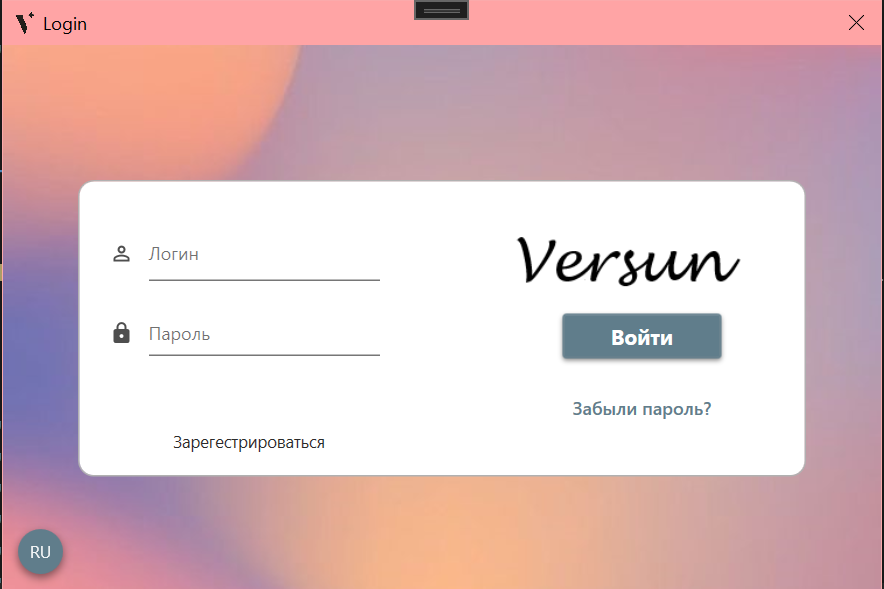 Login
Логин
Пароль
Зарегестрироваться
Versun
Войти
Забыли пароль?
RU